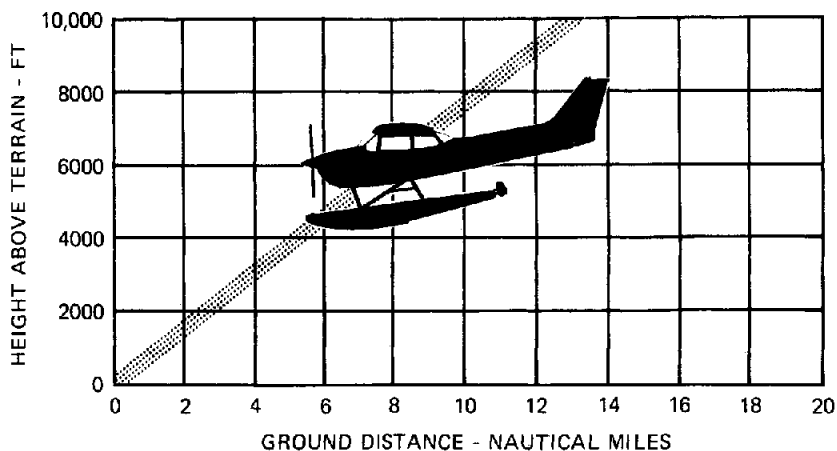 HEIGHT ABOVE TERRAIN - FT
10,000
8000
6000
4000
2000
0
0 2 4 6 8 10 12 14 16 18 20
GROUND DISTANCE - NAUTICAL MILES